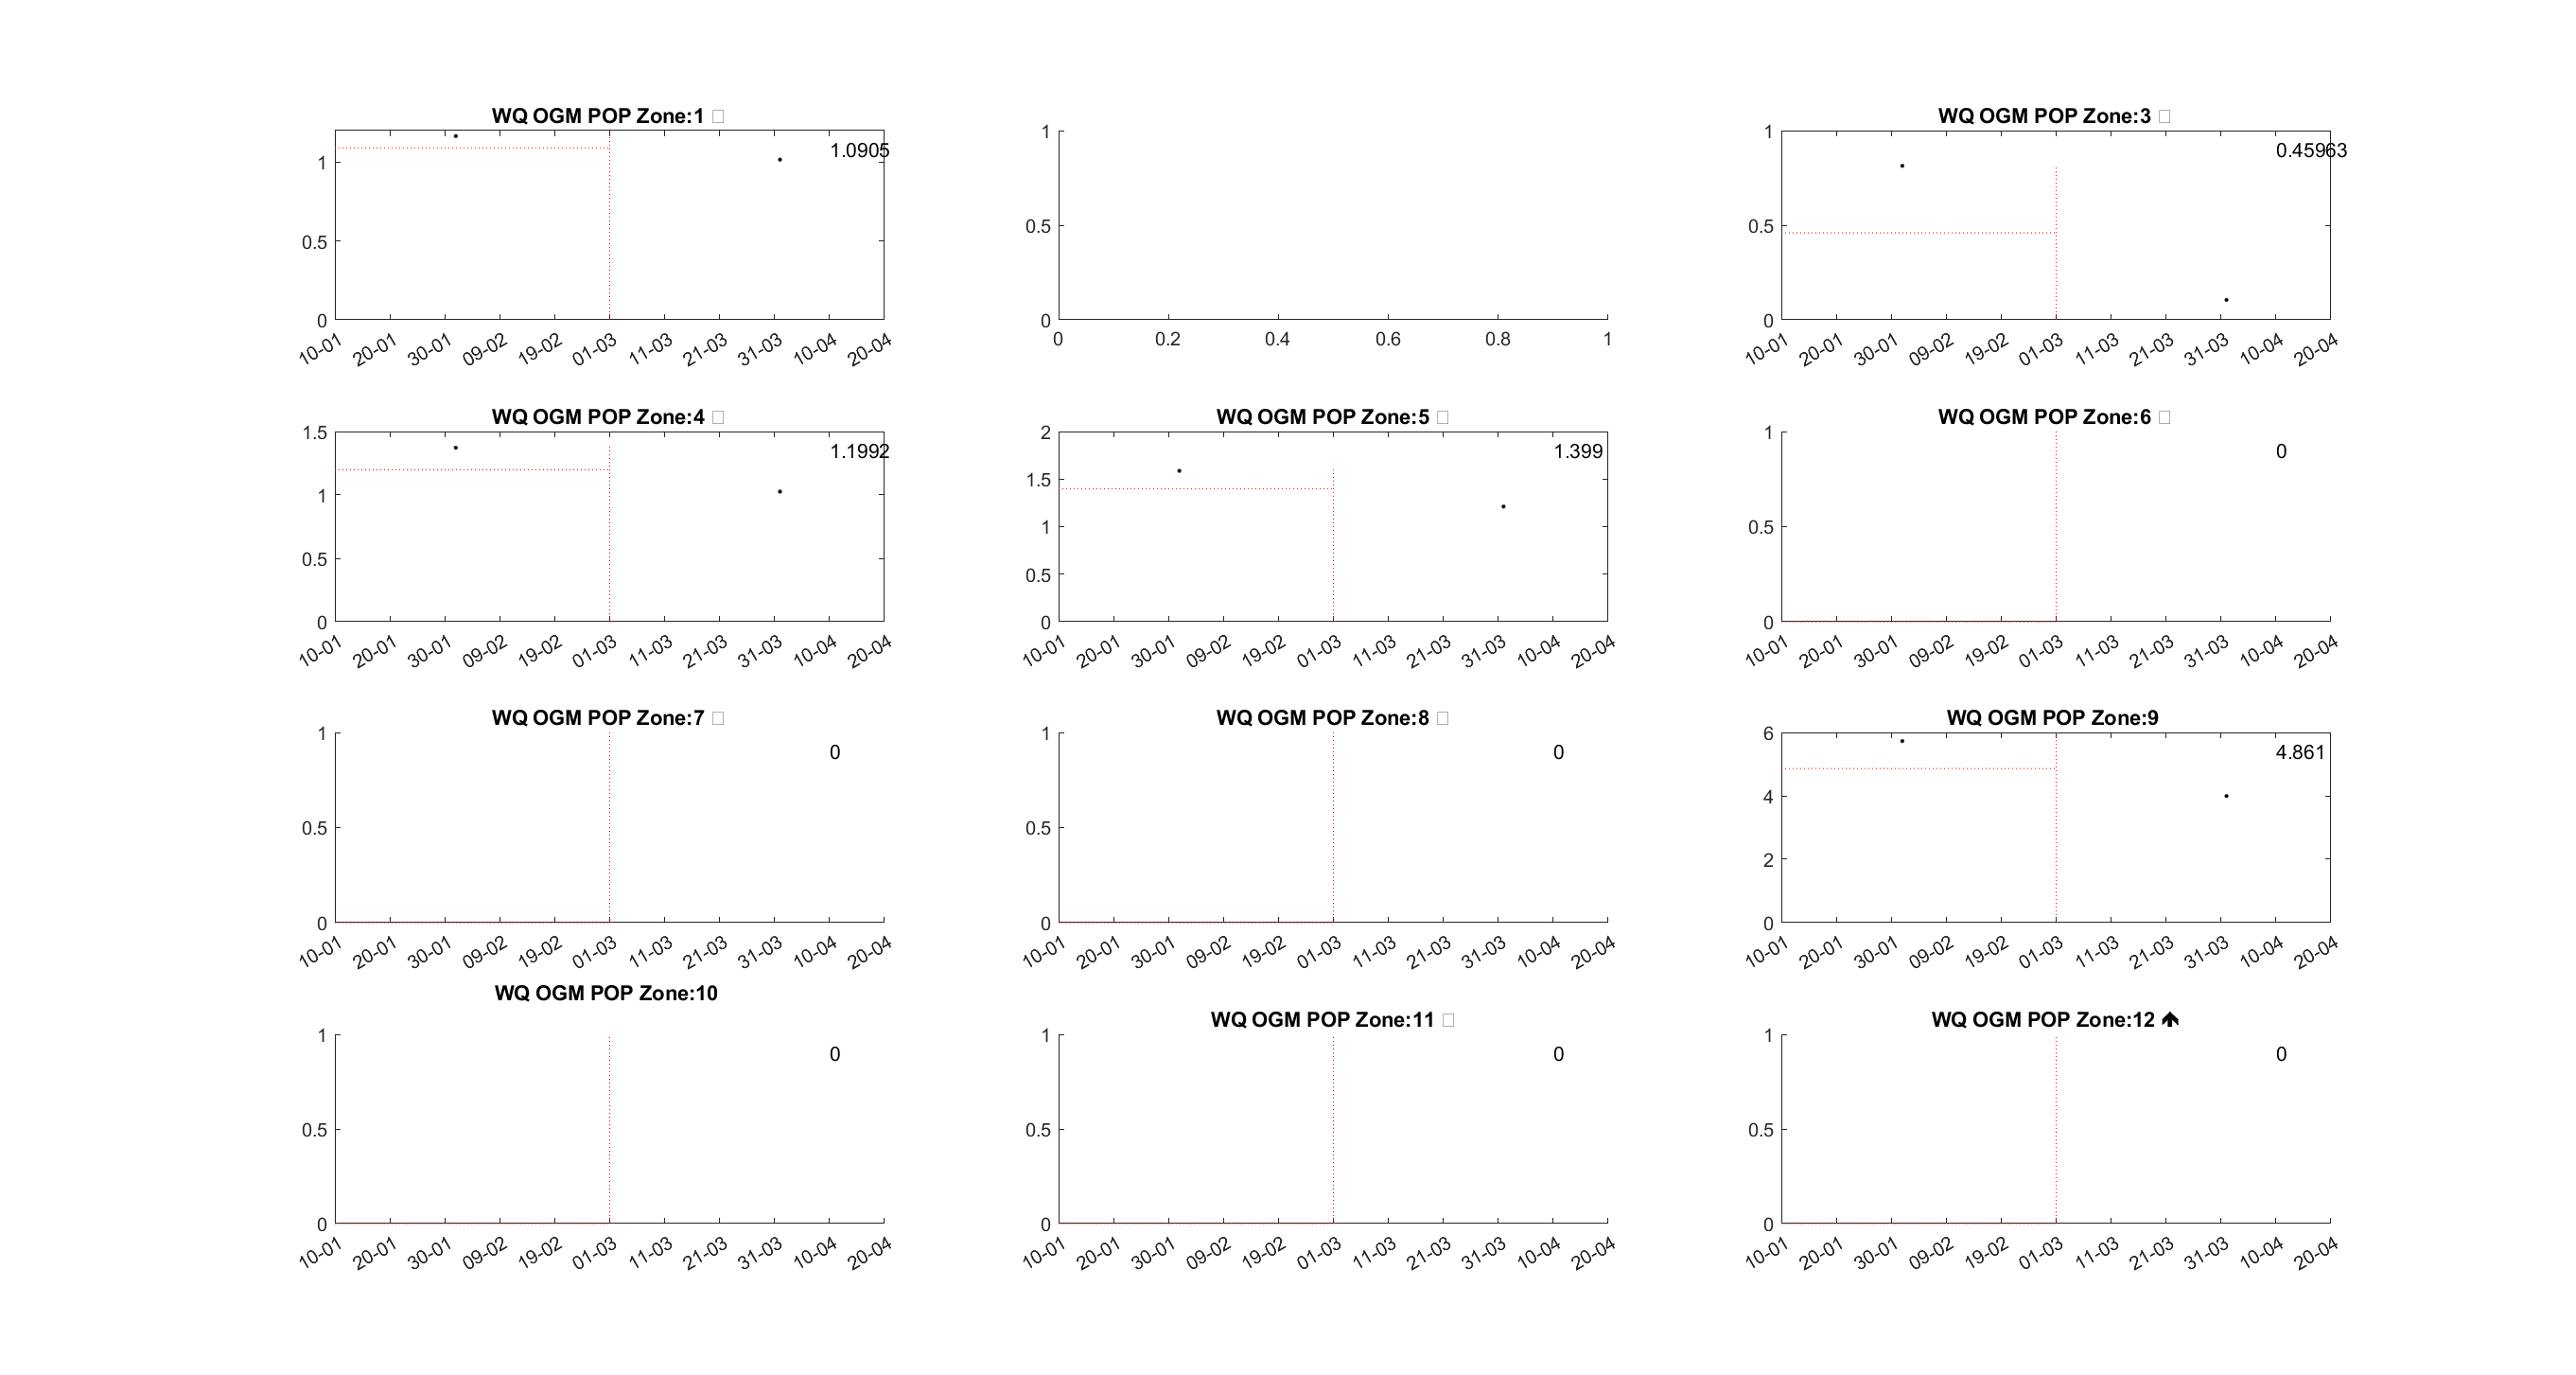 WQ OGM POP Zone:1
1.0905
1
0.5
0
10-01 20-01 30-01 09-02 19-02 01-03 11-03 21-03 31-03 10-04 20-04
1
0.5
0
0 0.2 0.4 0.6 0.8 1
WQ OGM POP Zone:3
1
0.45963
0.5
0
10-01 20-01 30-01 09-02 19-02 01-03 11-03 21-03 31-03 10-04 20-04
WQ OGM POP Zone:4
1.5
1.1992
1
0.5
0
10-01 20-01 30-01 09-02 19-02 01-03 11-03 21-03 31-03 10-04 20-04
WQ OGM POP Zone:5
2
1.399
1.5
1
0.5
0
10-01 20-01 30-01 09-02 19-02 01-03 11-03 21-03 31-03 10-04 20-04
WQ OGM POP Zone:6
1
0
0.5
0
10-01 20-01 30-01 09-02 19-02 01-03 11-03 21-03 31-03 10-04 20-04
WQ OGM POP Zone:7
1
0
0.5
0
10-01 20-01 30-01 09-02 19-02 01-03 11-03 21-03 31-03 10-04 20-04
WQ OGM POP Zone:8
1
0
0.5
0
10-01 20-01 30-01 09-02 19-02 01-03 11-03 21-03 31-03 10-04 20-04
WQ OGM POP Zone:9
6
4.861
4
2
0
10-01 20-01 30-01 09-02 19-02 01-03 11-03 21-03 31-03 10-04 20-04
WQ OGM POP Zone:10
1
0
0.5
0
10-01 20-01 30-01 09-02 19-02 01-03 11-03 21-03 31-03 10-04 20-04
WQ OGM POP Zone:11
1
0
0.5
0
10-01 20-01 30-01 09-02 19-02 01-03 11-03 21-03 31-03 10-04 20-04
WQ OGM POP Zone:12
1
0
0.5
0
10-01 20-01 30-01 09-02 19-02 01-03 11-03 21-03 31-03 10-04 20-04